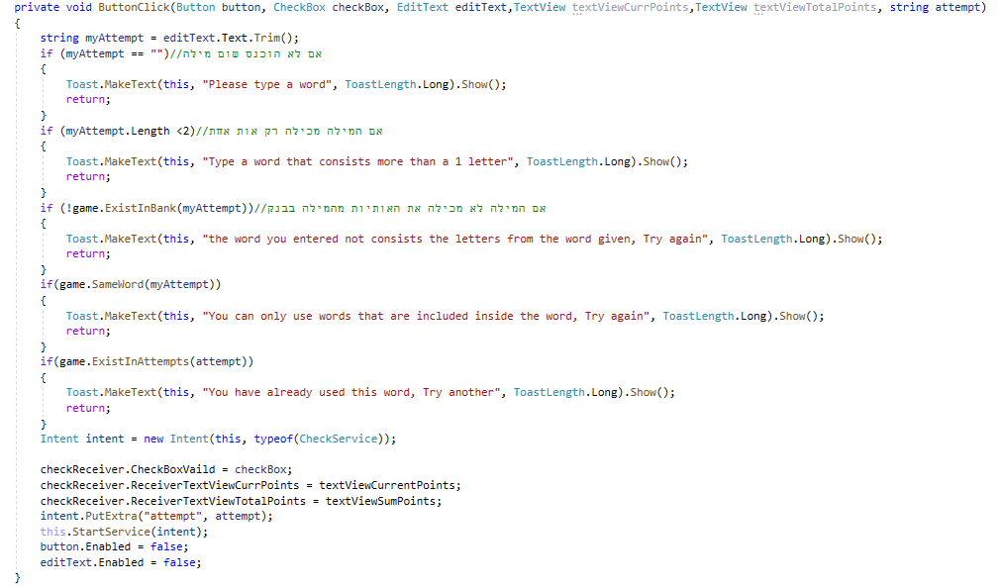 private void ButtonClick(Button button, CheckBox checkBox, EditText editText,TextView textViewCurrPoints,TextView textViewTotalPoints, string attempt)
{
string myAttempt = editText.Text.Trim();
if (myAttempt == "")//אם לא הוכנס שום מילה
{
Toast.MakeText(this, "Please type a word", ToastLength.Long).Show();
return;
}
if (myAttempt.Length <2)//אם המילה מכילה רק אות אחת
{
Toast.MakeText(this, "Type a word that consists more than a 1 letter", ToastLength.Long).Show();
return;
}
if (!game.ExistInBank(myAttempt))//אם המילה לא מכילה את האותיות מהמילה בבנק
{
Toast.MakeText(this, "the word you entered not consists the letters from the word given, Try again", ToastLength.Long).Show();
return;
}
if(game.SameWord(myAttempt))
{
Toast.MakeText(this, "You can only use words that are included inside the word, Try again", ToastLength.Long).Show();
return;
}
if(game.ExistInAttempts(attempt))
{
Toast.MakeText(this, "You have already used this word, Try another", ToastLength.Long).Show();
return;
}
Intent intent = new Intent(this, typeof(CheckService));
checkReceiver.CheckBoxVaild = checkBox;
checkReceiver.ReceiverTextViewCurrPoints = textViewCurrentPoints;
checkReceiver.ReceiverTextViewTotalPoints = textViewSumPoints;
intent.PutExtra("attempt", attempt);
this.StartService(intent);
button.Enabled = false;
editText.Enabled = false;
}